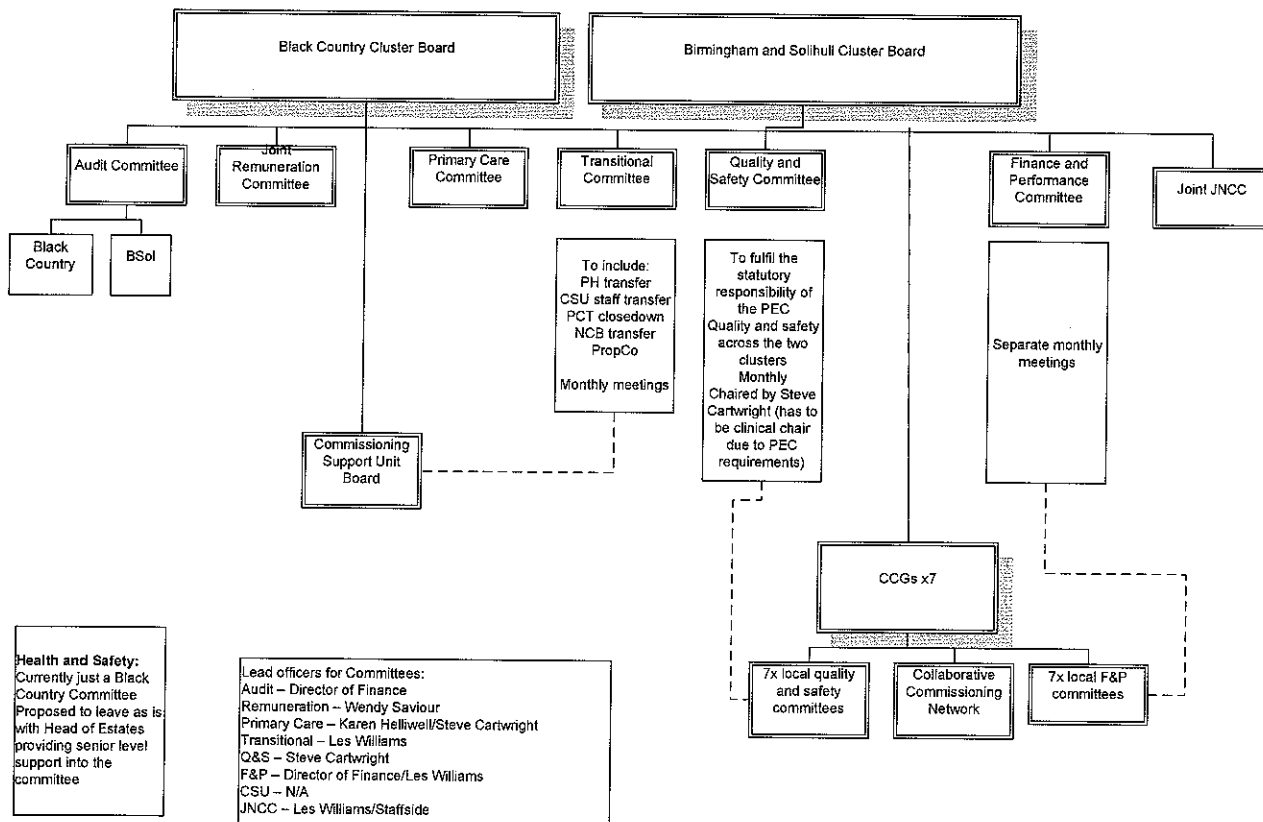 Black Country Cluster Board
Birmingham and Solihull Cluster Board
Audit Committee
Joint
Remuneration
Committee
Primary Care
Committee
Transitional
Committee
Quality and
Safety Committee
Finance and
Performance
Committee
Joint JNCC
Black
Country
BSol
To include:
PH transfer
CSU staff transfer
PCT closedown
NCB transfer
PropCo
Monthly meetings
To fulfil the
statutory
responsibility of
the PEC
Quality and safety
across the two
clusters
Monthly
Chaired by Steve
Cartwright (has to
be clinical chair
due to PEC
requirements)
Separate monthly
meetings
Commissioning
Support Unit
Board
CCGs x7
7x local quality
and safety
committees
Collaborative
Commissioning
Network
7x local F&P
committees
Health and Safety:
Currently just a Black
Country Committee
Proposed to leave as is
with Head of Estates
providing senior level
support into the
committee
Lead officers for Committees:
Audit – Director of Finance
Remuneration – Wendy Saviour
Primary Care – Karen Helliwell/Steve Cartwright
Transitional – Les Williams
Q&S – Steve Cartwright
F&P – Director of Finance/Les Williams
CSU – N/A
JNCC – Les Williams/Staffside